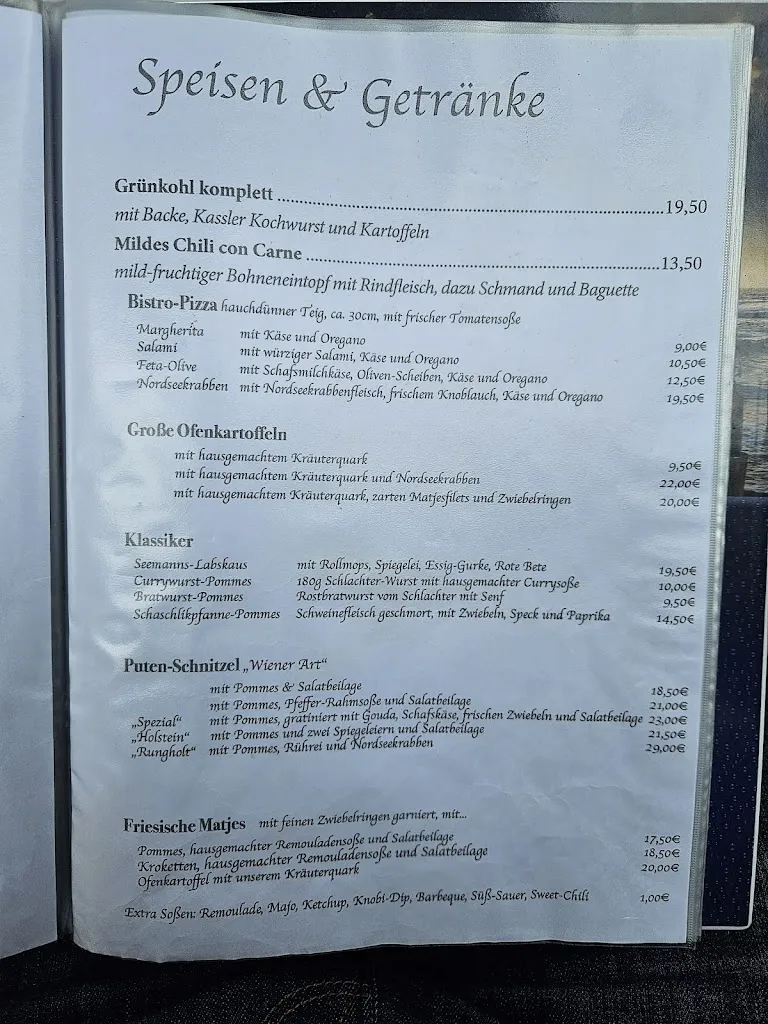 Speisen & Getränke
Grünkohl komplett ................................ 19,50
mit Backe, Kassler Kochwurst und Kartoffeln
Mildes Chili con Carne ................................ 13,50
mild-fruchtiger Bohneneintopf mit Rindfleisch, dazu Schmand und Baguette
Bistro-Pizza hauchdünner Teig, ca. 30cm, mit frischer Tomatensoße
Margherita mit Käse und Oregano 9,00€
Salami mit würziger Salami, Käse und Oregano 10,50€
Feta-Olive mit Schafsmilchkäse, Oliven-Scheiben, Käse und Oregano 12,50€
Nordseekrabben mit Nordseekrabbenfleisch, frischem Knoblauch, Käse und Oregano 19,50€
Große Ofenkartoffeln
mit hausgemachtem Kräuterquark 9,50€
mit hausgemachtem Kräuterquark und Nordseekrabben 22,00€
mit hausgemachtem Kräuterquark, zarten Matjesfilets und Zwiebelringen 20,00€
Klassiker
Seemanns-Labskaus mit Rollmops, Spiegelei, Essig-Gurke, Rote Bete 19,50€
Currywurst-Pommes 180g Schlachter-Wurst mit hausgemachter Currysoße 10,00€
Bratwurst-Pommes Rostbratwurst vom Schlachter mit Senf 9,50€
Schaschlikpfanne-Pommes Schweinefleisch geschmort, mit Zwiebeln, Speck und Paprika 14,50€
Puten-Schnitzel „Wiener Art“
mit Pommes & Salatbeilage 18,50€
mit Pommes, Pfeffer-Rahmsoße und Salatbeilage 21,00€
„Spezial“ mit Pommes, gratiniert mit Gouda, Schafskäse, frischen Zwiebeln und Salatbeilage 23,00€
„Holstein“ mit Pommes und zwei Spiegeleiern und Salatbeilage 21,50€
„Rungholt“ mit Pommes, Rührei und Nordseekrabben 29,00€
Friesische Matjes mit feinen Zwiebelringen garniert, mit...
Pommes, hausgemachter Remouladensoße und Salatbeilage 17,50€
Kroketten, hausgemachter Remouladensoße und Salatbeilage 18,50€
Ofenkartoffel mit unserem Kräuterquark 20,00€
Extra Soßen: Remoulade, Majo, Ketchup, Knobi-Dip, Barbeque, Süß-Sauer, Sweet-Chili 1,00€